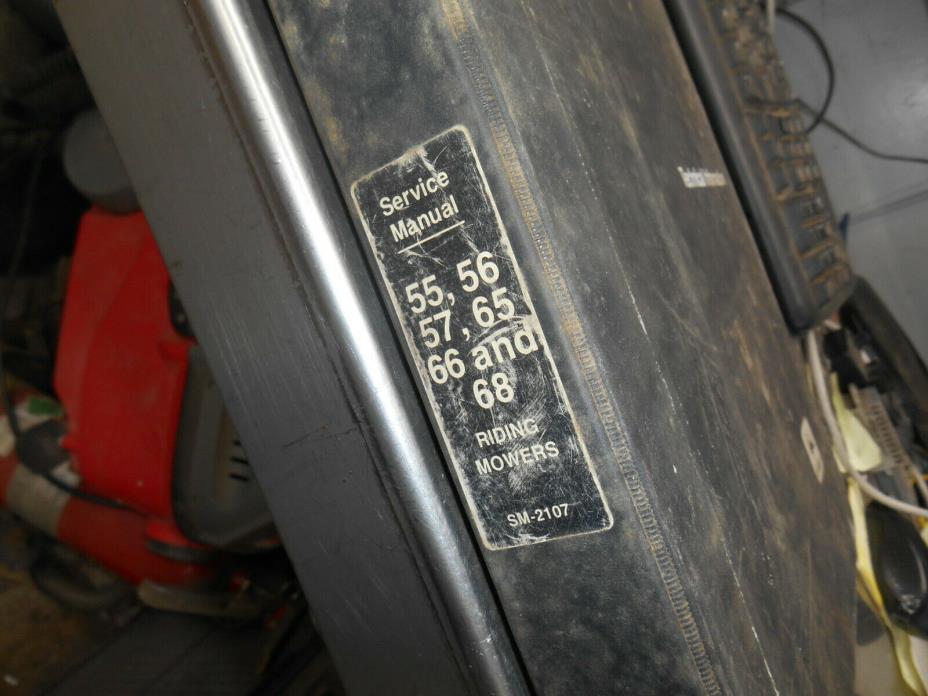 Service
Manual
55, 56
57, 65
66 and
68
RIDING
MOWERS
SM-2107